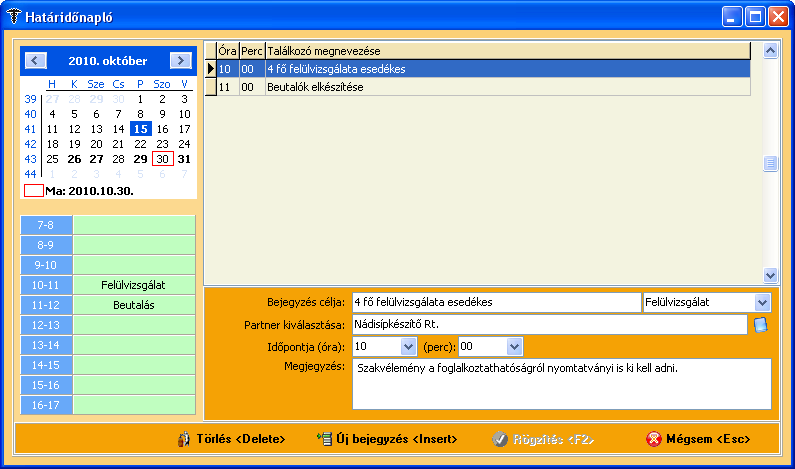 Határidőnapló
2010. október
H K Sze Cs P Szo V
39 27 28 29 30 1 2 3
40 4 5 6 7 8 9 10
41 11 12 13 14 15 16 17
42 18 19 20 21 22 23 24
43 25 26 27 28 29 30 31
44 1 2 3 4 5 6 7
Ma: 2010.10.30.
7-8
8-9
9-10
10-11 Felülvizsgálat
11-12 Beutalás
12-13
13-14
14-15
15-16
16-17
Óra Perc Találkozó megnevezése
10 00 4 fő felülvizsgálata esedékes
11 00 Beutalók elkészítése
Bejegyzés célja: 4 fő felülvizsgálata esedékes Felülvizsgálat
Partner kiválasztása: Nádisípkészítő Rt.
Időpontja (óra): 10 (perc): 00
Megjegyzés: Szakvélemény a foglalkoztathatóságról nyomtatványi is ki kell adni.
Törlés <Delete> Új bejegyzés <Insert> Rögzítés <F2> Mégsem <Esc>